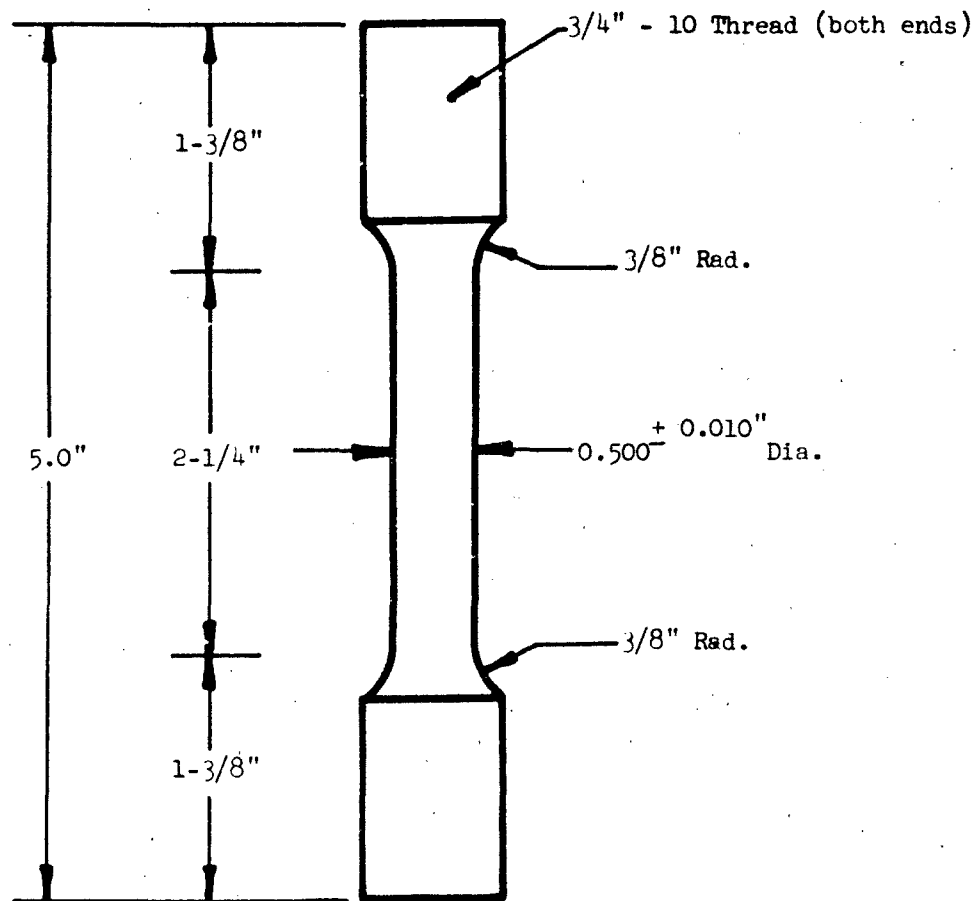 3/4" - 10 Thread (both ends)
1-3/8"
3/8" Rad.
5.0"
2-1/4"
0.500 ± 0.010" Dia.
3/8" Rad.
1-3/8"